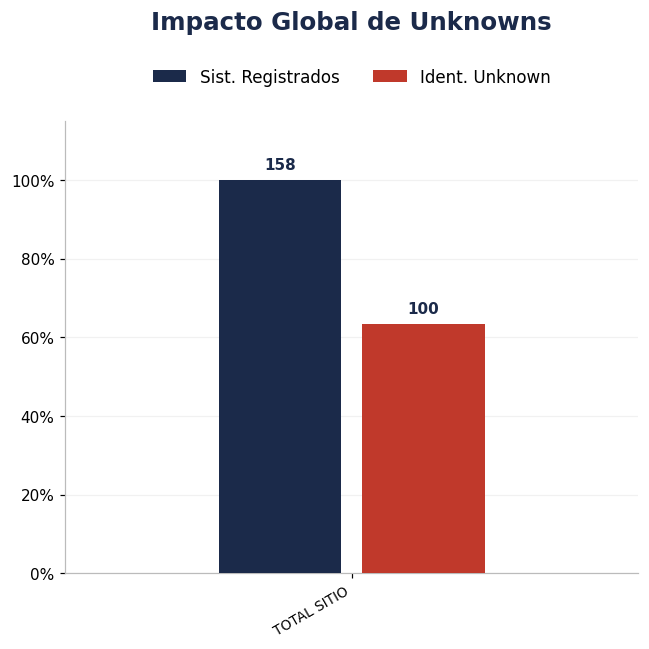 Impacto Global de Unknowns
Sist. Registrados
Ident. Unknown
158
100%
100
80%
60%
40%
20%
0%
TOTAL SITIO